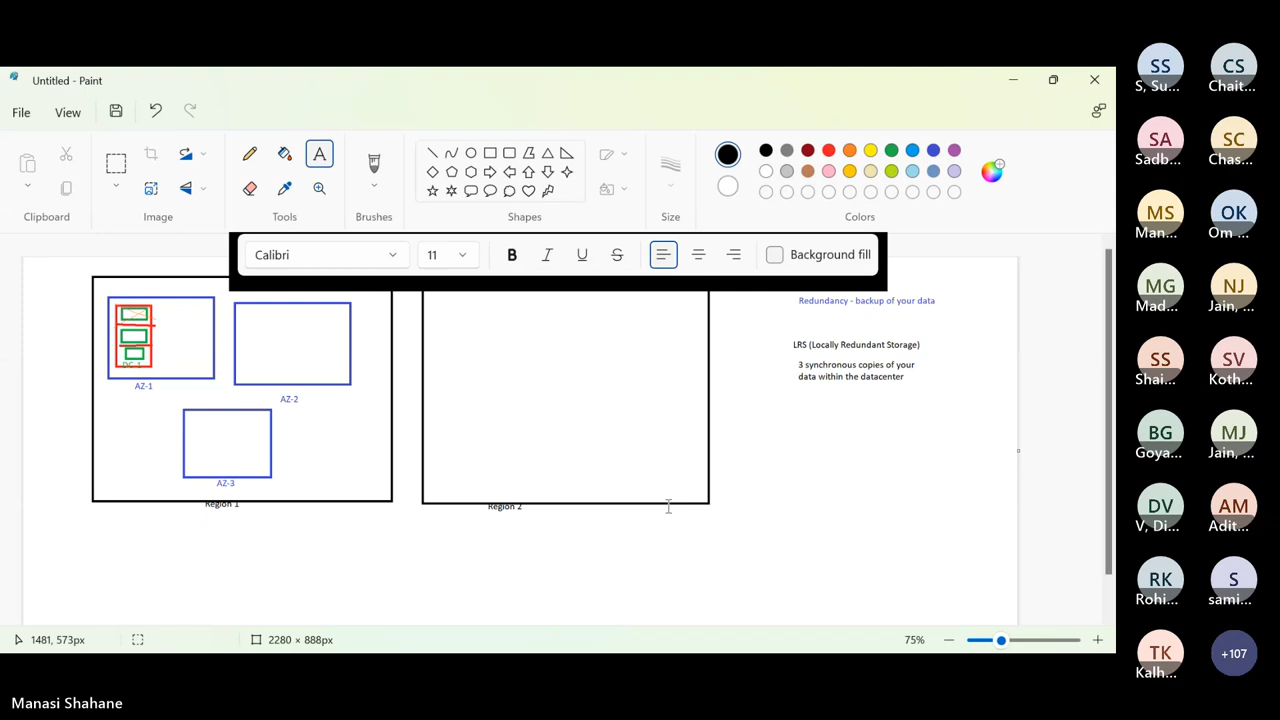 Untitled - Paint
File
View
Clipboard
Image
Tools
Brushes
Shapes
Size
Colors
Calibri
11
B
I
U
S
Background fill
A
DC-1
AZ-1
AZ-2
AZ-3
Region 1
Region 2
Redundancy - backup of your data
LRS (Locally Redundant Storage)
3 synchronous copies of your
data within the datacenter
1481, 573px
2280 × 888px
75%
SS
S, Su...
CS
Chait...
SA
Sadb...
SC
Chas...
MS
Man...
OK
Om ...
MG
Mad...
NJ
Jain, ...
SS
Shai...
SV
Koth...
BG
Goya...
MJ
Jain, ...
DV
V, Di...
AM
Adit...
RK
Rohi...
S
sami...
TK
Kalh...
+107
Manasi Shahane